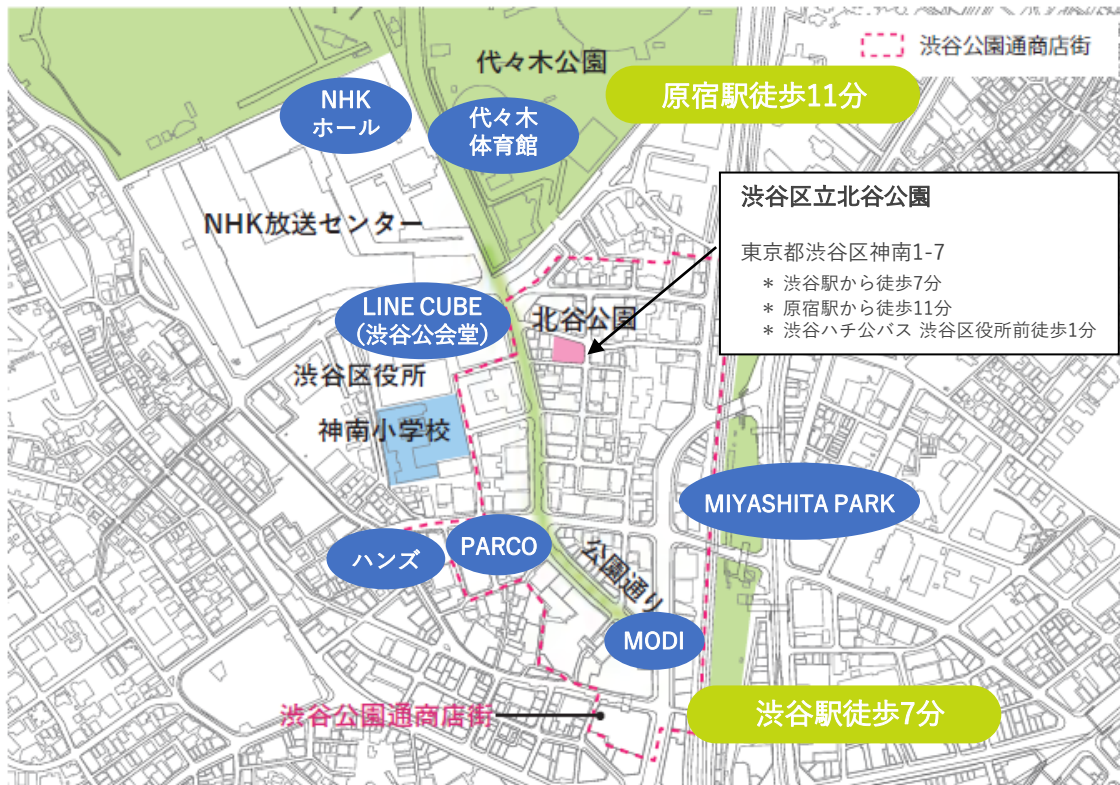 渋谷公園通商店街
代々木公園
原宿駅徒歩11分
NHK
ホール
代々木
体育館
渋谷区立北谷公園
東京都渋谷区神南1-7
＊ 渋谷駅から徒歩7分
＊ 原宿駅から徒歩11分
＊ 渋谷ハチ公バス 渋谷区役所前徒歩1分
NHK放送センター
LINE CUBE
（渋谷公会堂）
北谷公園
渋谷区役所
神南小学校
MIYASHITA PARK
ハンズ
PARCO
公園通り
MODI
渋谷公園通商店街
渋谷駅徒歩7分